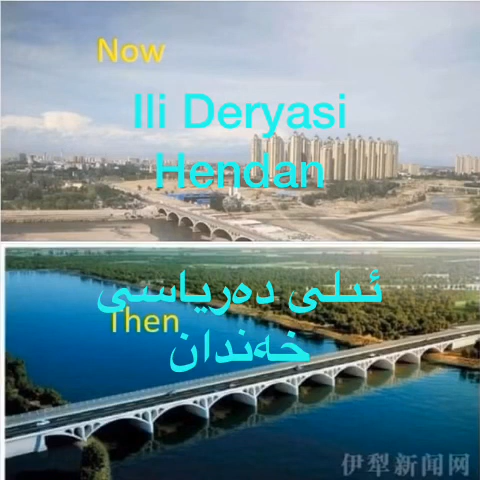 Now
Ili Deryasi
Hendan
ئىلى دەرياسى
Then
خەندان
伊犁新闻网